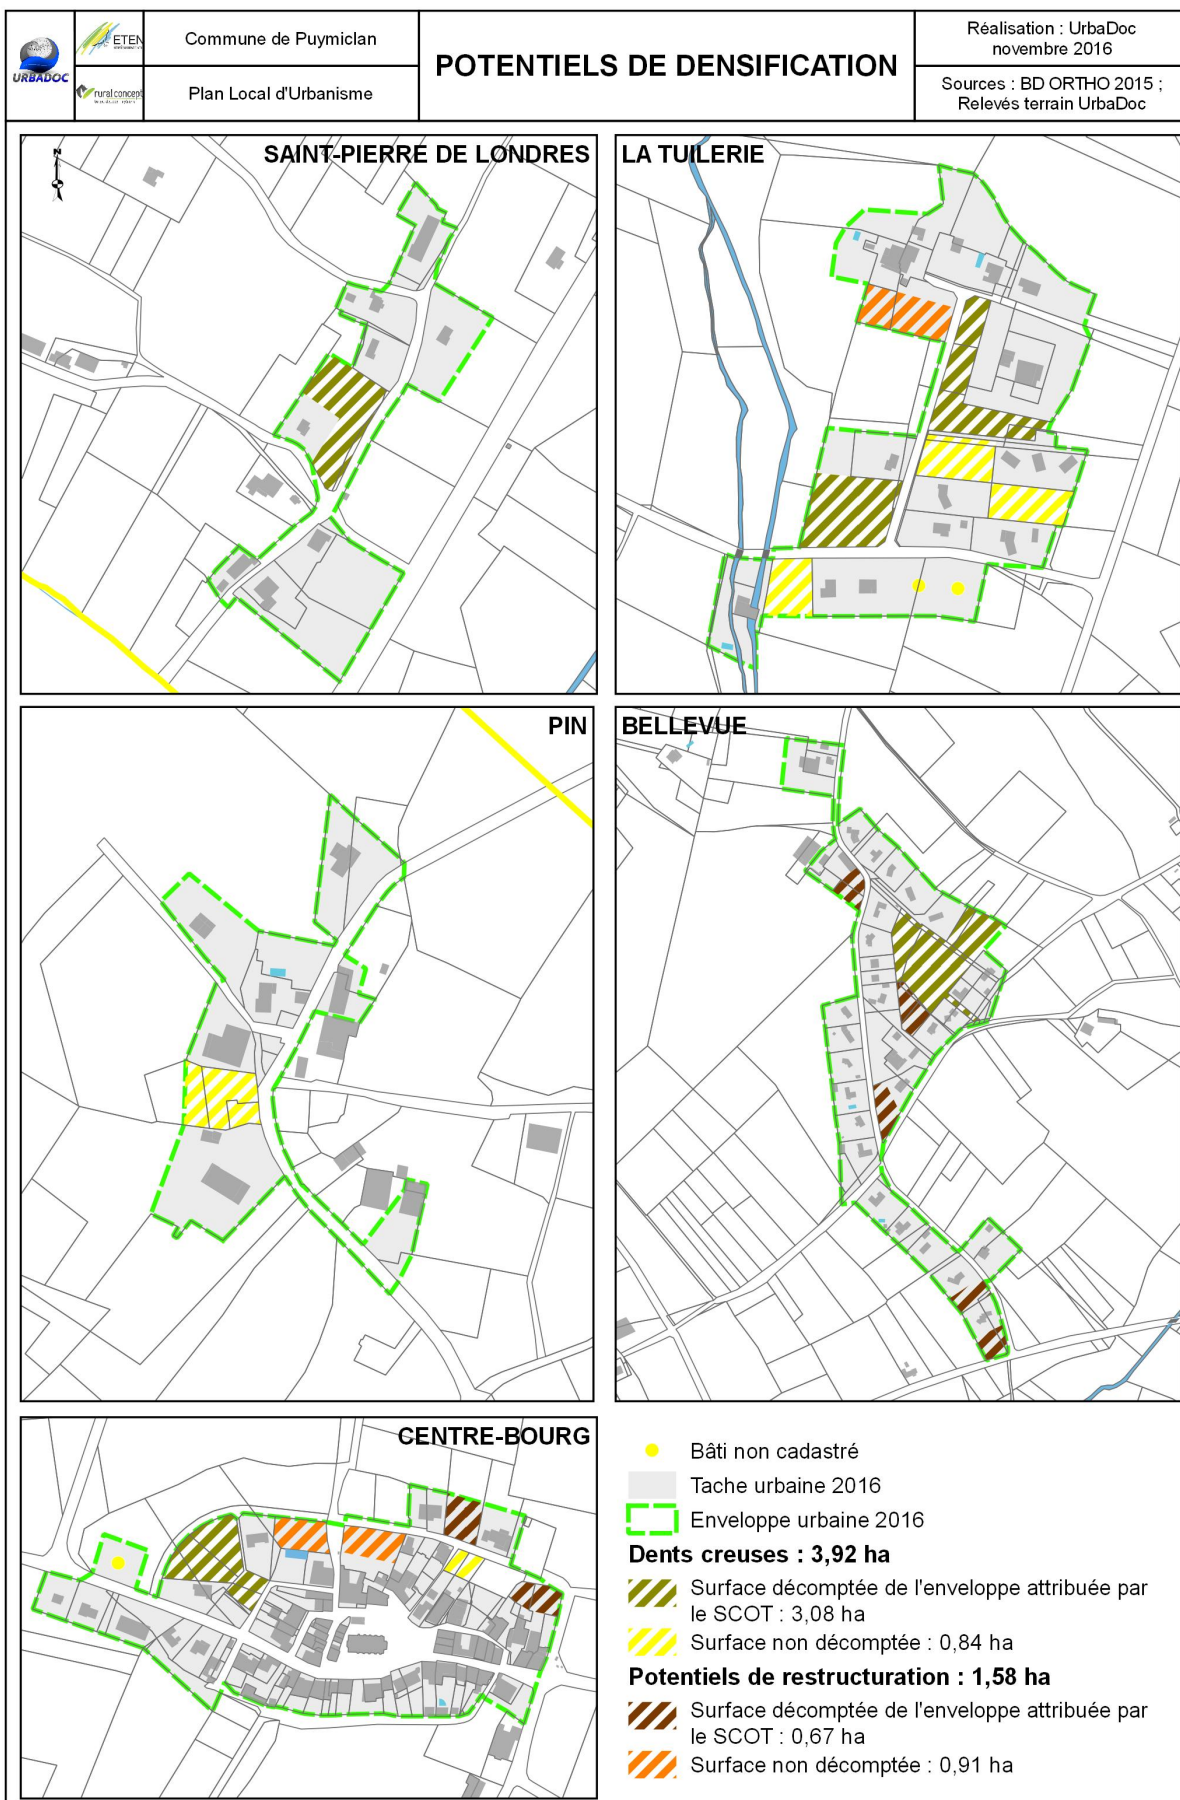 URBADOC
ETEN
rural concept
Commune de Puymiclan
Plan Local d'Urbanisme
POTENTIELS DE DENSIFICATION
Réalisation : UrbaDoc
novembre 2016
Sources : BD ORTHO 2015 ;
Relevés terrain UrbaDoc
N
SAINT-PIERRE DE LONDRES
LA TUILERIE
PIN
BELLEVUE
CENTRE-BOURG
Bâti non cadastré
Tache urbaine 2016
Enveloppe urbaine 2016
Dents creuses : 3,92 ha
Surface décomptée de l'enveloppe attribuée par
le SCOT : 3,08 ha
Surface non décomptée : 0,84 ha
Potentiels de restructuration : 1,58 ha
Surface décomptée de l'enveloppe attribuée par
le SCOT : 0,67 ha
Surface non décomptée : 0,91 ha